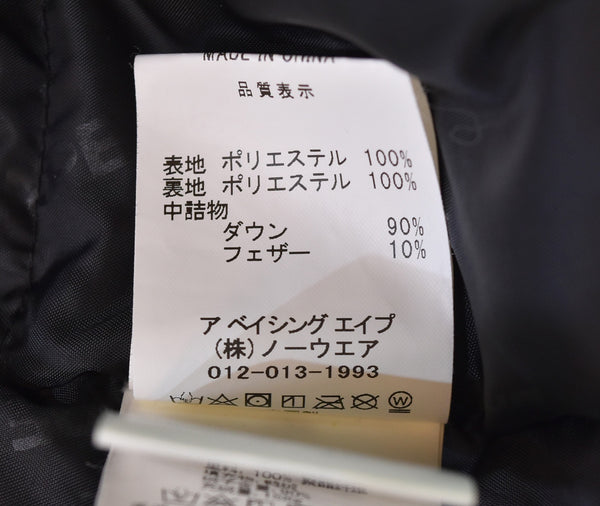 MADE IN CHINA
品質表示
表地 ポリエステル 100%
裏地 ポリエステル 100%
中詰物
ダウン 90%
フェザー 10%
ア ベイシング エイプ
(株) ノーウエア
012-013-1993
W